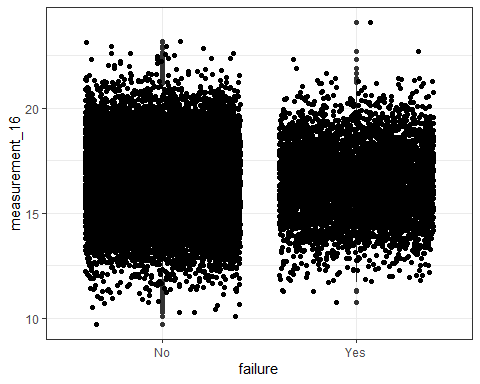 measurement_16
20
15
10
No
Yes
failure